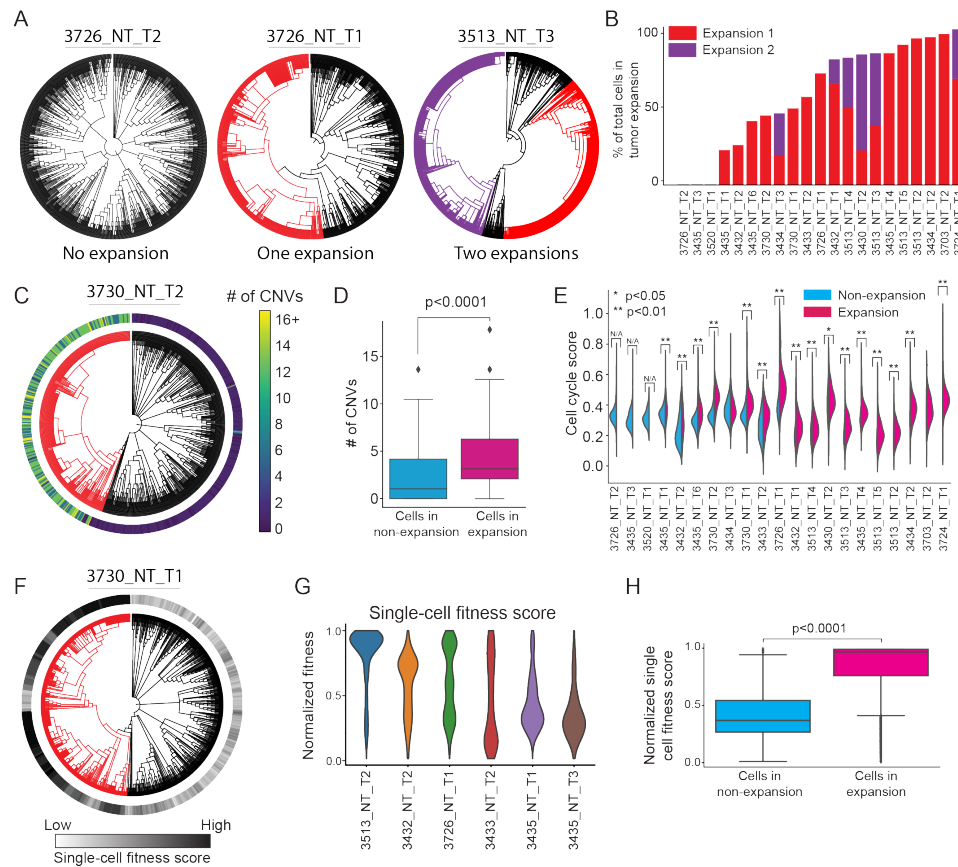 A
3726_NT_T2
No expansion
3726_NT_T1
One expansion
3513_NT_T3
Two expansions
B
Expansion 1
Expansion 2
% of total cells in
tumor expansion
100
50
0
3726_NT_T2
3435_NT_T3
3520_NT_T1
3435_NT_T1
3432_NT_T2
3435_NT_T6
3730_NT_T2
3434_NT_T3
3730_NT_T1
3433_NT_T2
3726_NT_T1
3432_NT_T1
3513_NT_T4
3430_NT_T2
3513_NT_T3
3435_NT_T4
3513_NT_T5
3513_NT_T2
3434_NT_T2
3703_NT_T2
3724_NT_T1
C
3730_NT_T2
# of CNVs
16+
14
12
10
8
6
4
2
0
D
p<0.0001
# of CNVs
15
10
5
0
Cells in
non-expansion
Cells in
expansion
E
* p<0.05
** p<0.01
Non-expansion
Expansion
Cell cycle score
1.0
0.8
0.6
0.4
0.2
0.0
N/A
N/A
N/A
**
**
**
**
**
**
**
**
**
*
**
**
**
**
**
**
3726_NT_T2
3435_NT_T3
3520_NT_T1
3435_NT_T1
3432_NT_T2
3435_NT_T6
3730_NT_T2
3434_NT_T3
3730_NT_T1
3433_NT_T2
3726_NT_T1
3432_NT_T1
3513_NT_T4
3430_NT_T2
3513_NT_T3
3435_NT_T4
3513_NT_T5
3513_NT_T2
3434_NT_T2
3703_NT_T2
3724_NT_T1
F
3730_NT_T1
Low
High
Single-cell fitness score
G
Single-cell fitness score
Normalized fitness
1.0
0.5
0.0
3513_NT_T2
3432_NT_T2
3726_NT_T1
3433_NT_T2
3435_NT_T1
3435_NT_T3
H
p<0.0001
Normalized single
cell fitness score
1.0
0.5
0.0
Cells in
non-expansion
Cells in
expansion